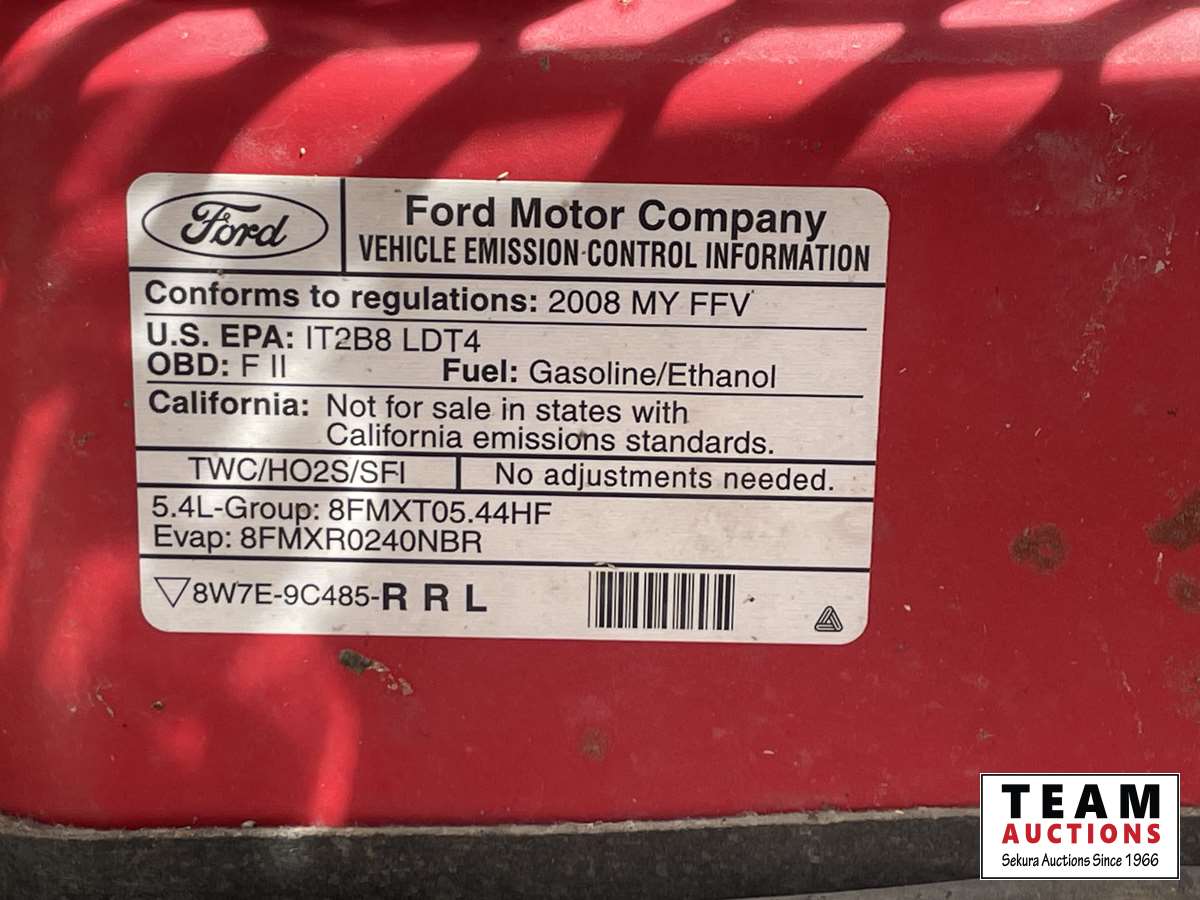 Ford
Ford Motor Company
VEHICLE EMISSION CONTROL INFORMATION
Conforms to regulations: 2008 MY FFV
U.S. EPA: IT2B8 LDT4
OBD: F II Fuel: Gasoline/Ethanol
California: Not for sale in states with
California emissions standards.
TWC/HO2S/SFI No adjustments needed.
5.4L-Group: 8FMXT05.44HF
Evap: 8FMXR0240NBR
▽8W7E-9C485-R R L
TEAM
AUCTIONS
Sekura Auctions Since 1966